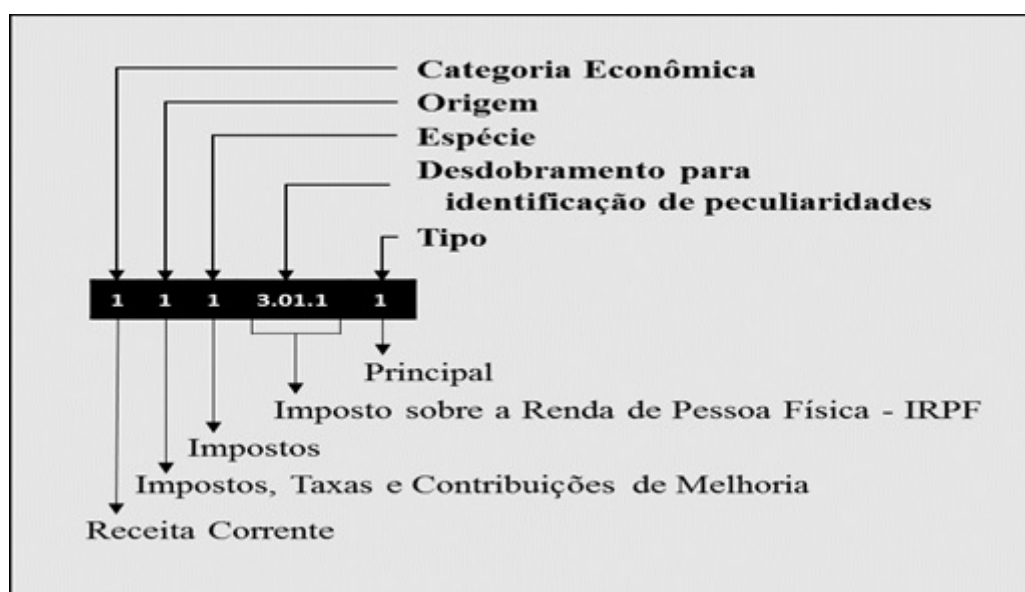 Categoria Econômica
Origem
Espécie
Desdobramento para
identificação de peculiaridades
Tipo
1 1 1 3.01.1 1
Principal
Imposto sobre a Renda de Pessoa Física - IRPF
Impostos
Impostos, Taxas e Contribuições de Melhoria
Receita Corrente